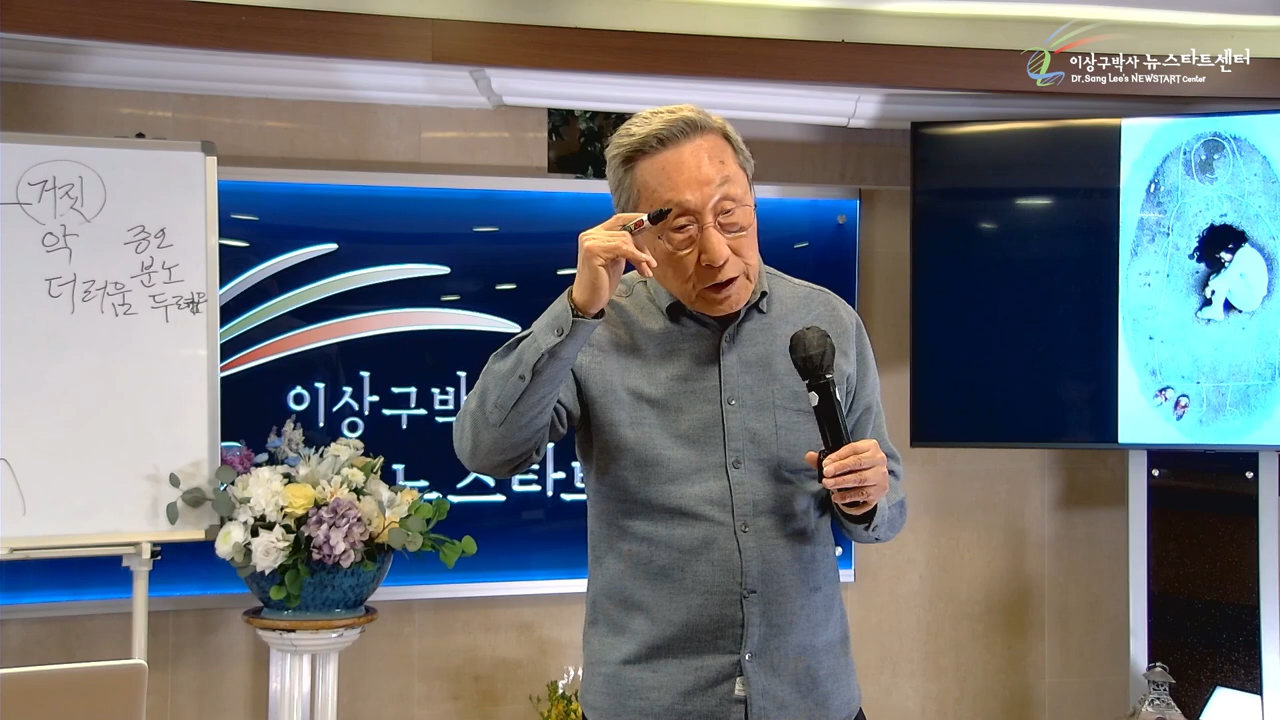 이상구박사 뉴스타트센터
Dr. Sang Lee's NEWSTART Center
거짓
악 증오
분노
더러움 두려움
이상구박
뉴스타트